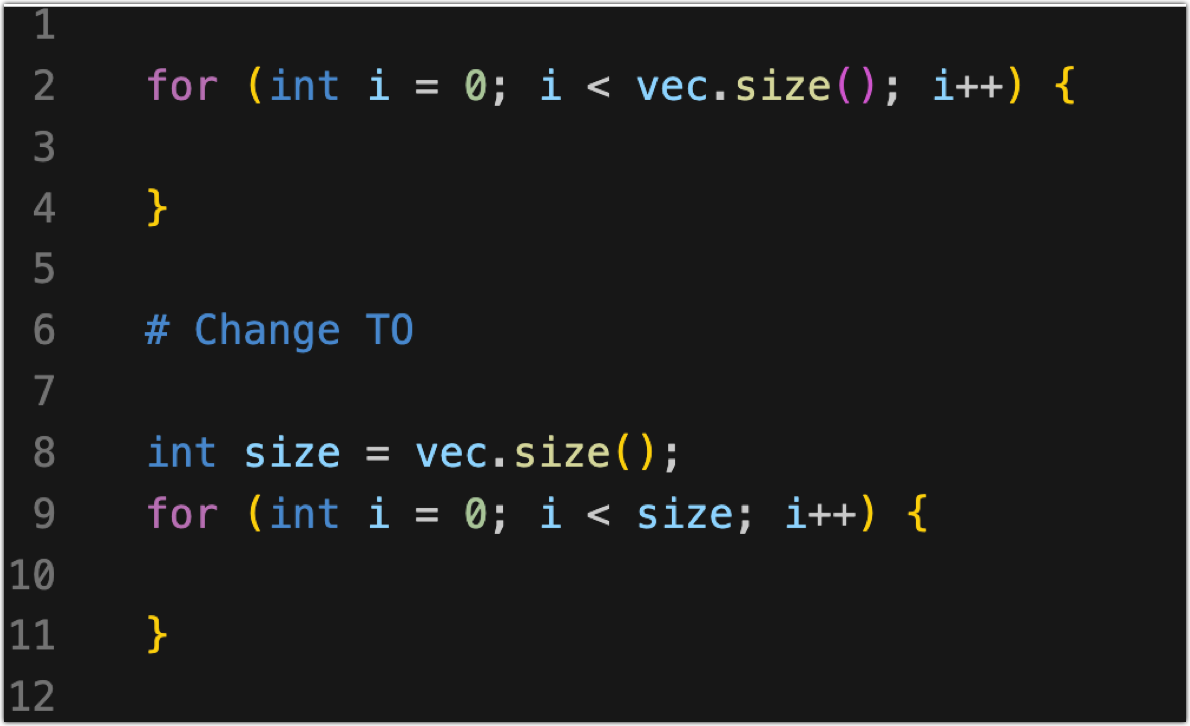 1
2 for (int i = 0; i < vec.size(); i++) {
3
4 }
5
6 # Change TO
7
8 int size = vec.size();
9 for (int i = 0; i < size; i++) {
10
11 }
12